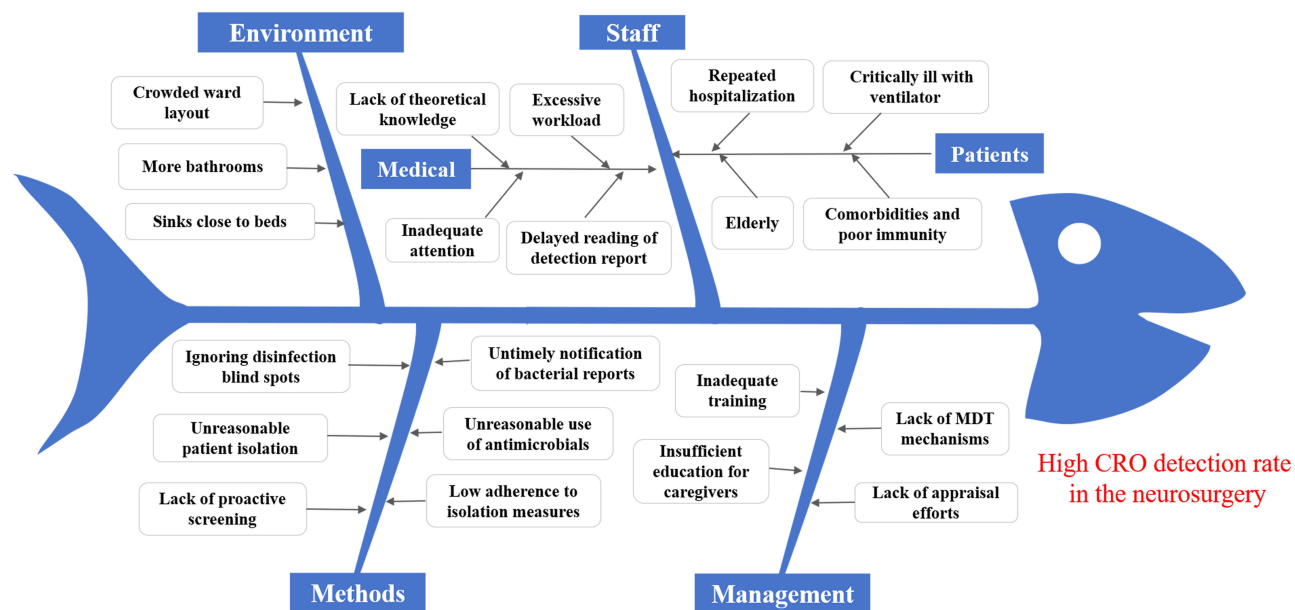 Environment
Staff
Crowded ward
layout
More bathrooms
Sinks close to beds
Lack of theoretical
knowledge
Excessive
workload
Medical
Inadequate
attention
Delayed reading of
detection report
Repeated
hospitalization
Critically ill with
ventilator
Patients
Elderly
Comorbidities and
poor immunity
Ignoring disinfection
blind spots
Untimely notification
of bacterial reports
Unreasonable
patient isolation
Unreasonable use
of antimicrobials
Lack of proactive
screening
Low adherence to
isolation measures
Methods
Inadequate
training
Lack of MDT
mechanisms
Insufficient
education for
caregivers
Lack of appraisal
efforts
Management
High CRO detection rate
in the neurosurgery